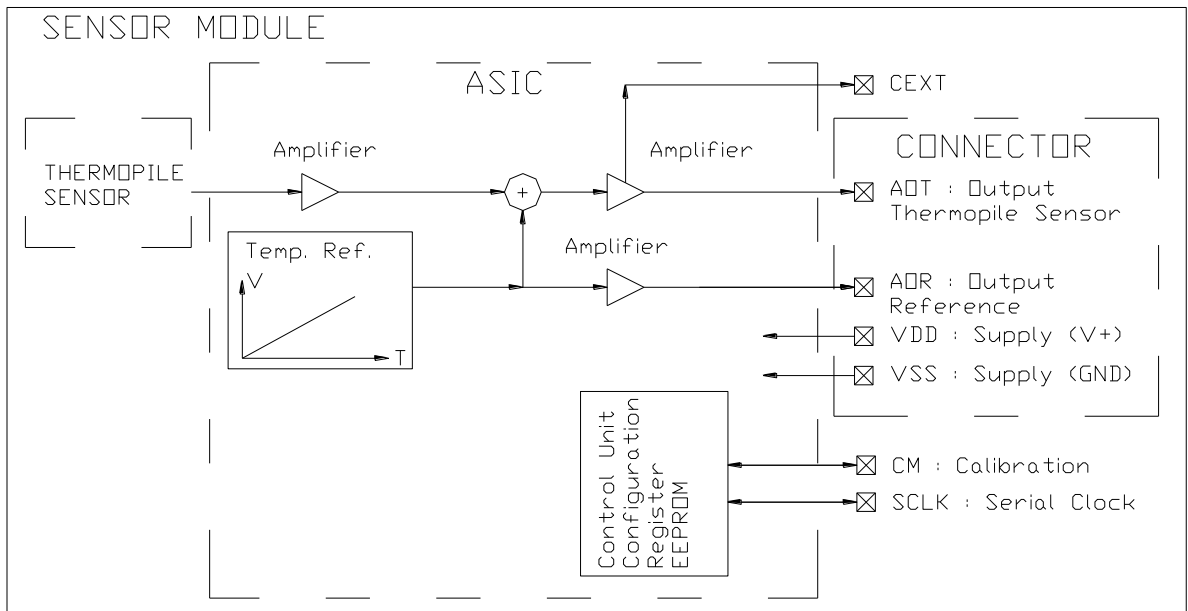 SENSOR MODULE
ASIC
CEXT
Amplifier
Amplifier
CONNECTOR
THERMOPILE
SENSOR
+
AOT : Output
Thermopile Sensor
Temp. Ref.
V
T
Amplifier
AOR : Output
Reference
VDD : Supply (V+)
VSS : Supply (GND)
Control Unit
Configuration
Register
EEPROM
CM : Calibration
SCLK : Serial Clock